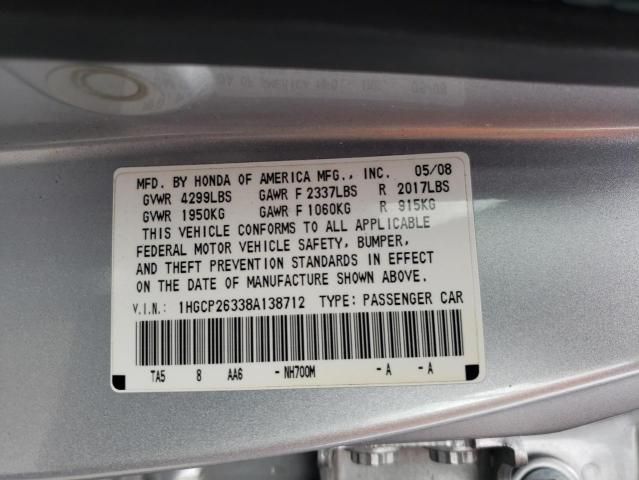 MFD. BY HONDA OF AMERICA MFG., INC. 05/08
GVWR 4299LBS GAWR F 2337LBS R 2017LBS
GVWR 1950KG GAWR F 1060KG R 915KG
THIS VEHICLE CONFORMS TO ALL APPLICABLE
FEDERAL MOTOR VEHICLE SAFETY, BUMPER,
AND THEFT PREVENTION STANDARDS IN EFFECT
ON THE DATE OF MANUFACTURE SHOWN ABOVE.
V.I.N.: 1HGCP26338A138712 TYPE: PASSENGER CAR
TA5 8 AA6 -NH700M -A -A